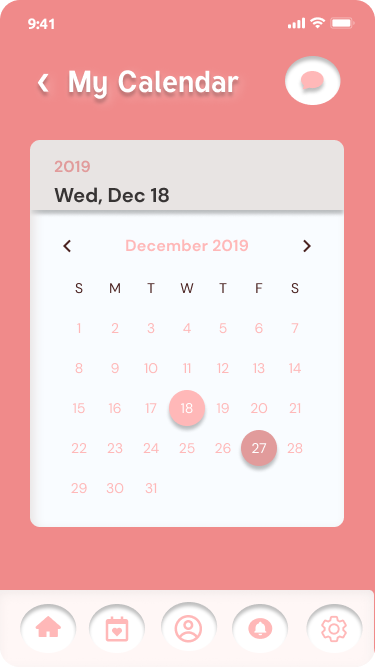 9:41
My Calendar
2019
Wed, Dec 18
December 2019
S M T W T F S
1 2 3 4 5 6 7
8 9 10 11 12 13 14
15 16 17 18 19 20 21
22 23 24 25 26 27 28
29 30 31